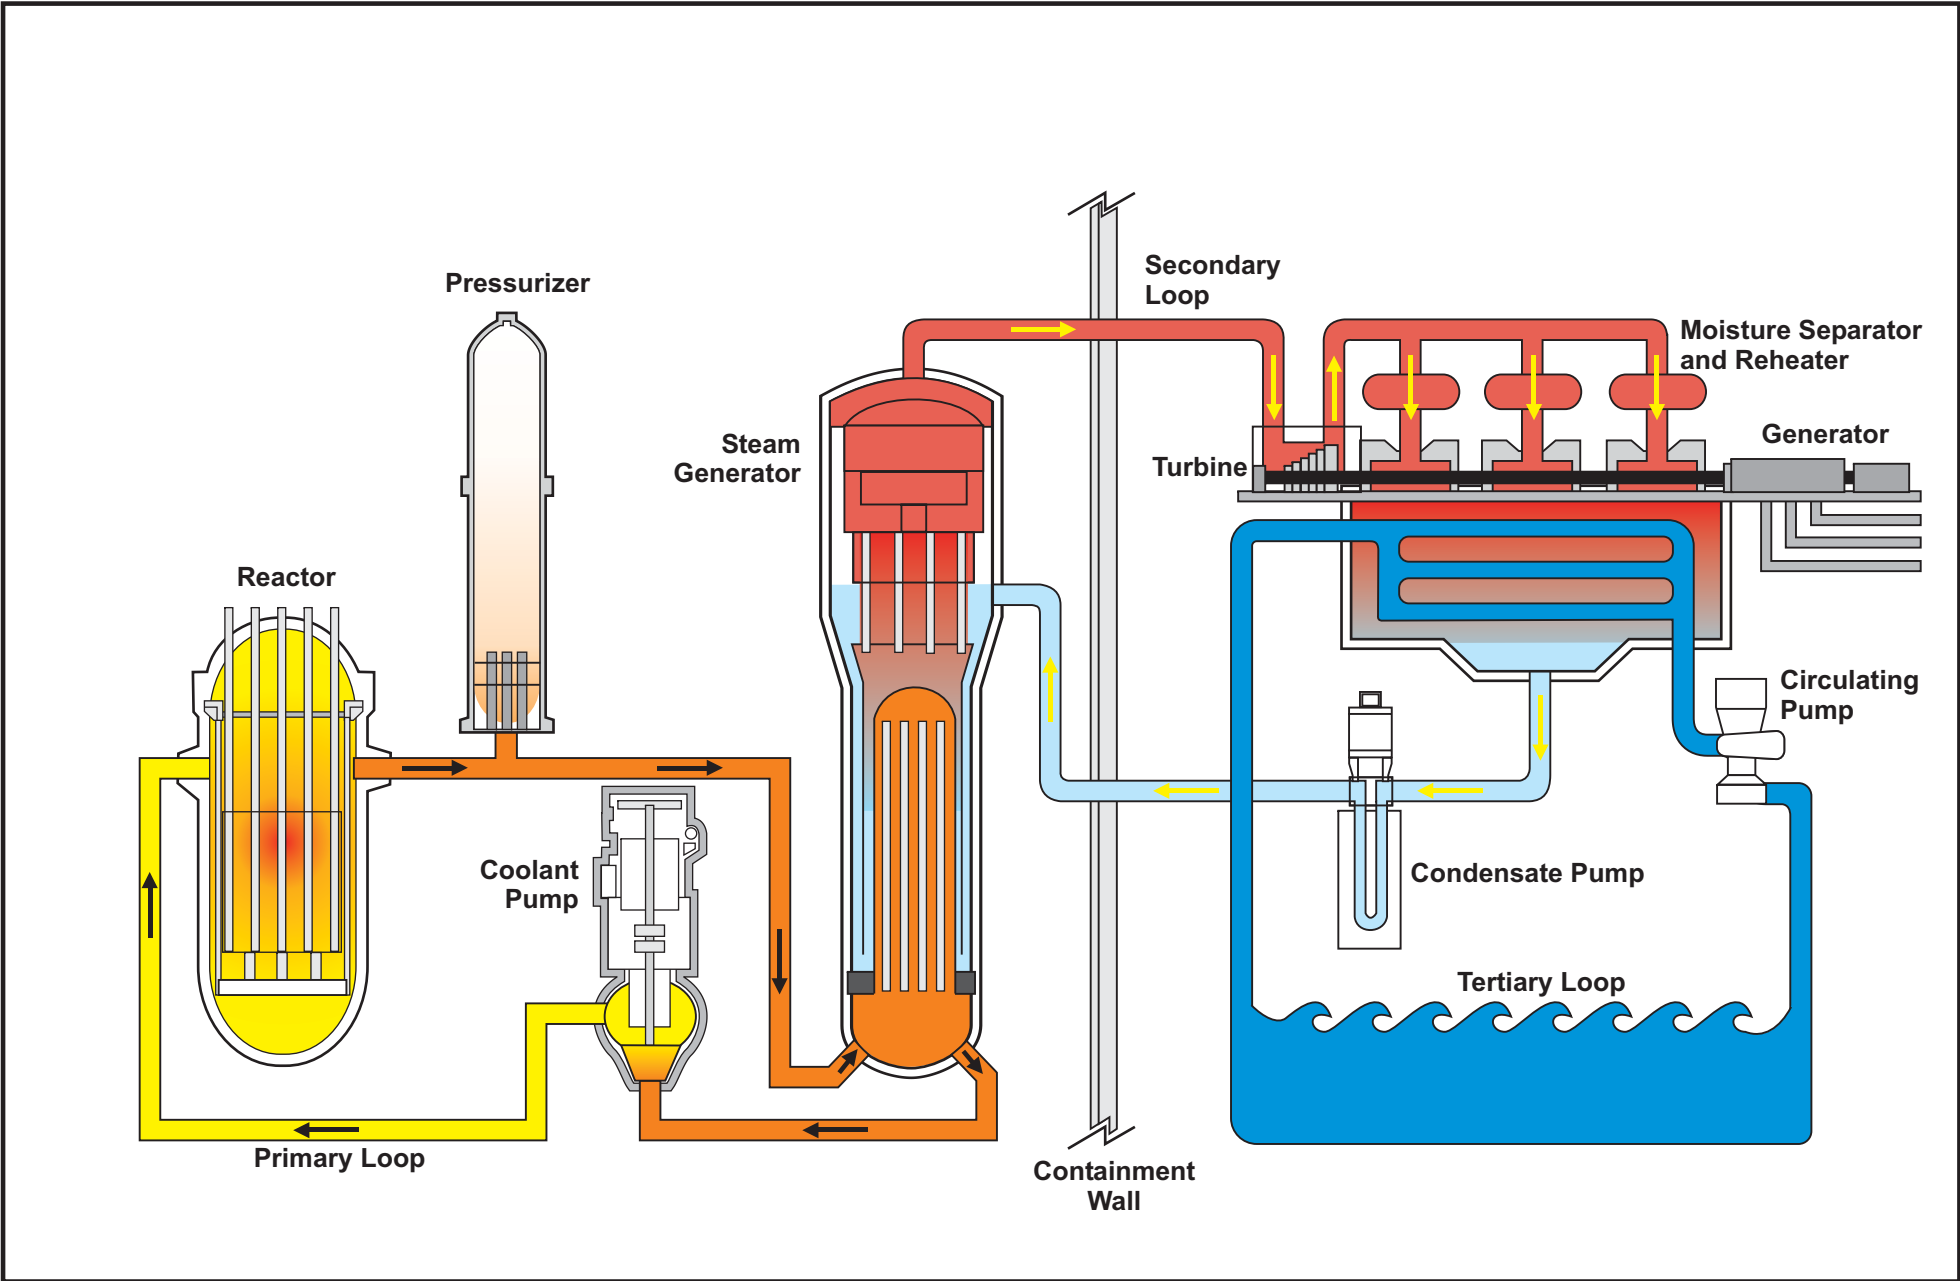 Secondary
Loop
Pressurizer
Moisture Separator
and Reheater
Steam
Generator
Generator
Turbine
Reactor
Circulating
Pump
Coolant
Pump
Condensate Pump
Tertiary Loop
Primary Loop
Containment
Wall